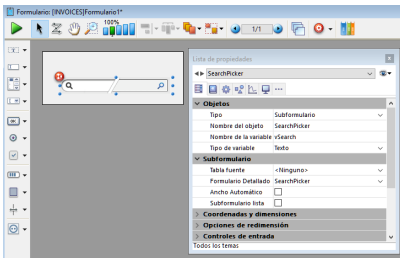 Formulario: [INVOICES]Formulario1*
100%
1/1
Lista de propiedades
SearchPicker
Objetos
Tipo Subformulario
Nombre del objeto SearchPicker
Nombre de la variable vSearch
Tipo de variable Texto
Subformulario
Tabla fuente <Ninguno>
Formulario Detallado SearchPicker
Ancho Automático
Subformulario lista
Coordenadas y dimensiones
Opciones de redimensión
Controles de entrada
Todos los temas